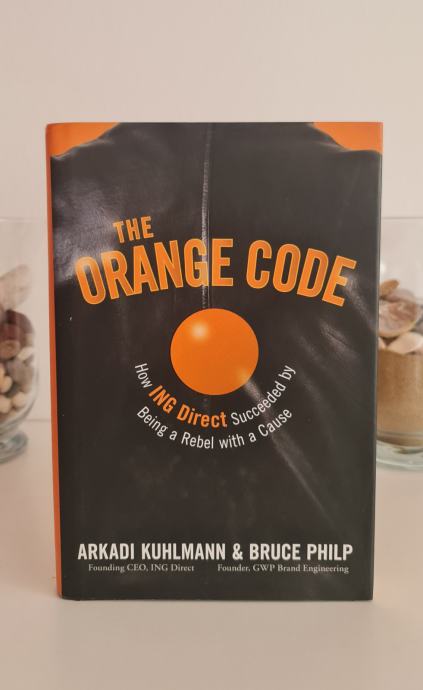 THE
ORANGE CODE
How ING Direct Succeeded by
Being a Rebel with a Cause
ARKADI KUHLMANN & BRUCE PHILP
Founding CEO, ING Direct Founder, GWP Brand Engineering